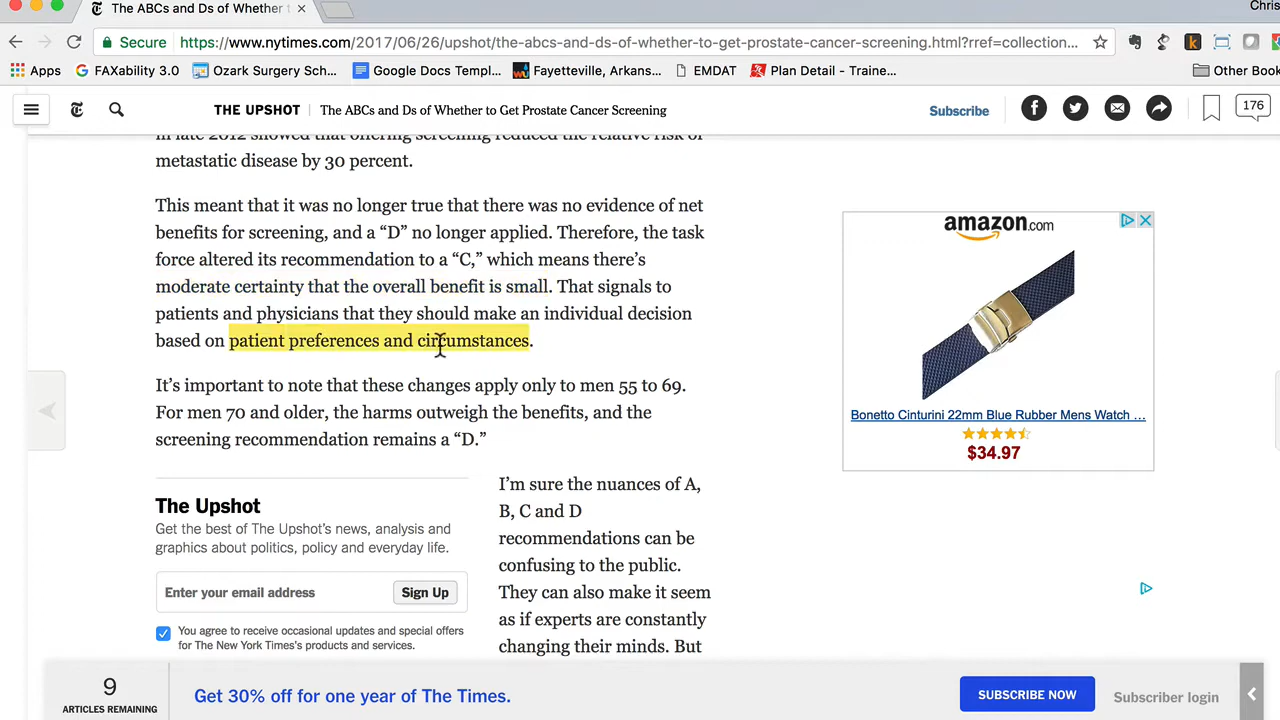 The ABCs and Ds of Whether t
Chris
Secure https://www.nytimes.com/2017/06/26/upshot/the-abcs-and-ds-of-whether-to-get-prostate-cancer-screening.html?rref=collection...
Apps FAXability 3.0 Ozark Surgery Sch... Google Docs Templ... Fayetteville, Arkans... EMDAT Plan Detail - Traine... Other Book
THE UPSHOT The ABCs and Ds of Whether to Get Prostate Cancer Screening Subscribe 176
in late 2012 showed that offering screening reduced the relative risk of
metastatic disease by 30 percent.
This meant that it was no longer true that there was no evidence of net
benefits for screening, and a “D” no longer applied. Therefore, the task
force altered its recommendation to a “C,” which means there’s
moderate certainty that the overall benefit is small. That signals to
patients and physicians that they should make an individual decision
based on patient preferences and circumstances.
It’s important to note that these changes apply only to men 55 to 69.
For men 70 and older, the harms outweigh the benefits, and the
screening recommendation remains a “D.”
The Upshot
Get the best of The Upshot’s news, analysis and
graphics about politics, policy and everyday life.
Enter your email address Sign Up
You agree to receive occasional updates and special offers
for The New York Times's products and services.
I’m sure the nuances of A,
B, C and D
recommendations can be
confusing to the public.
They can also make it seem
as if experts are constantly
changing their minds. But
amazon.com
Bonetto Cinturini 22mm Blue Rubber Mens Watch ...
$34.97
9
ARTICLES REMAINING
Get 30% off for one year of The Times.
SUBSCRIBE NOW
Subscriber login